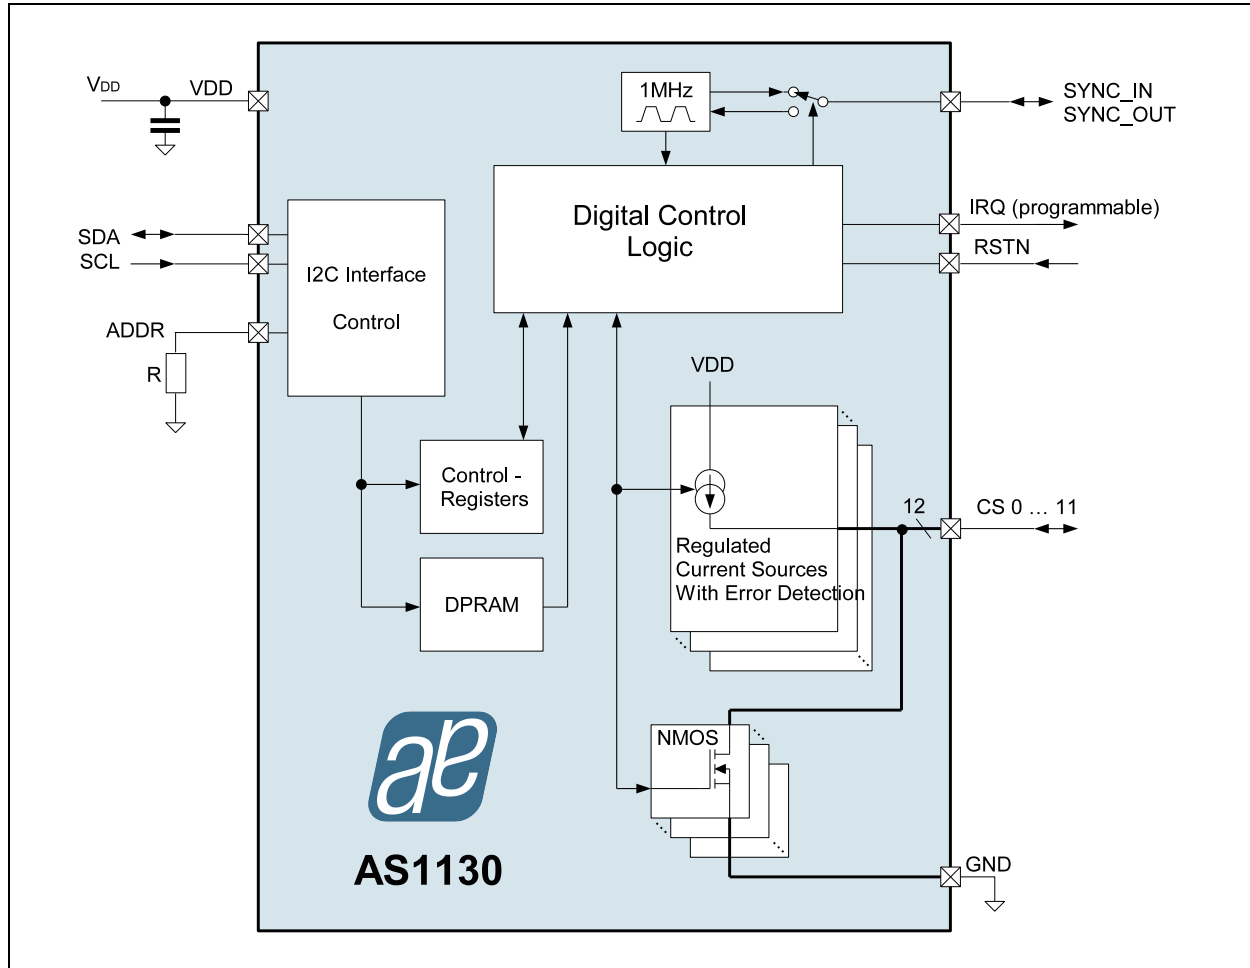 VDD
VDD
1MHz
SYNC_IN
SYNC_OUT
Digital Control
Logic
IRQ (programmable)
RSTN
SDA
SCL
I2C Interface
Control
ADDR
R
VDD
Control -
Registers
12
CS 0 ... 11
Regulated
Current Sources
With Error Detection
DPRAM
NMOS
ae
AS1130
GND